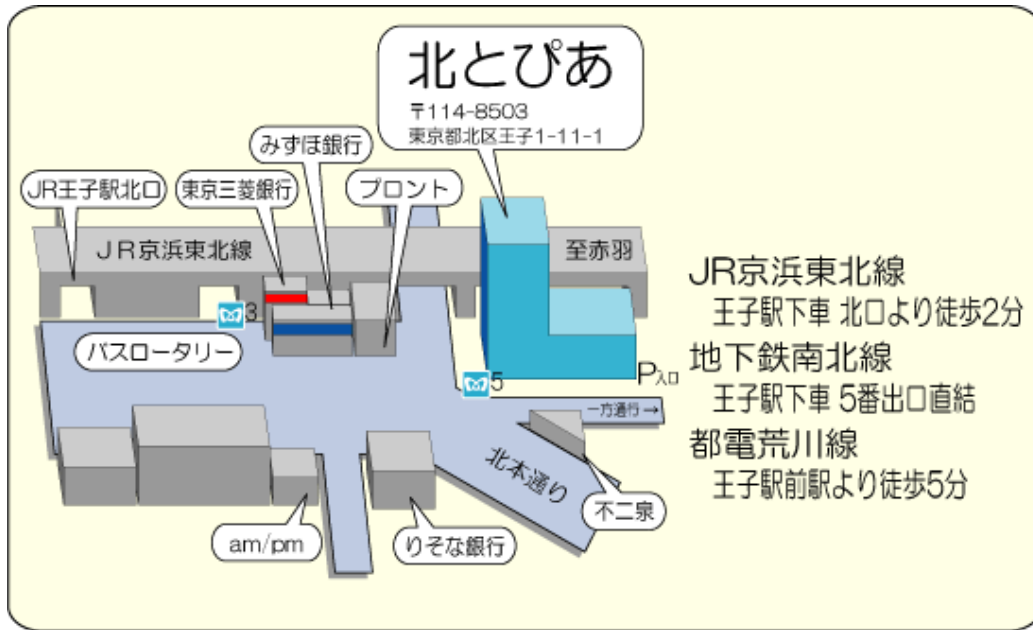 北とぴあ
〒114-8503
東京都北区王子1-11-1
みずほ銀行
JR王子駅北口
東京三菱銀行
プロント
JR京浜東北線
至赤羽
3
バスロータリー
5
P入口
一方通行→
北本通り
不二泉
am/pm
りそな銀行
JR京浜東北線
王子駅下車 北口より徒歩2分
地下鉄南北線
王子駅下車 5番出口直結
都電荒川線
王子駅前駅より徒歩5分